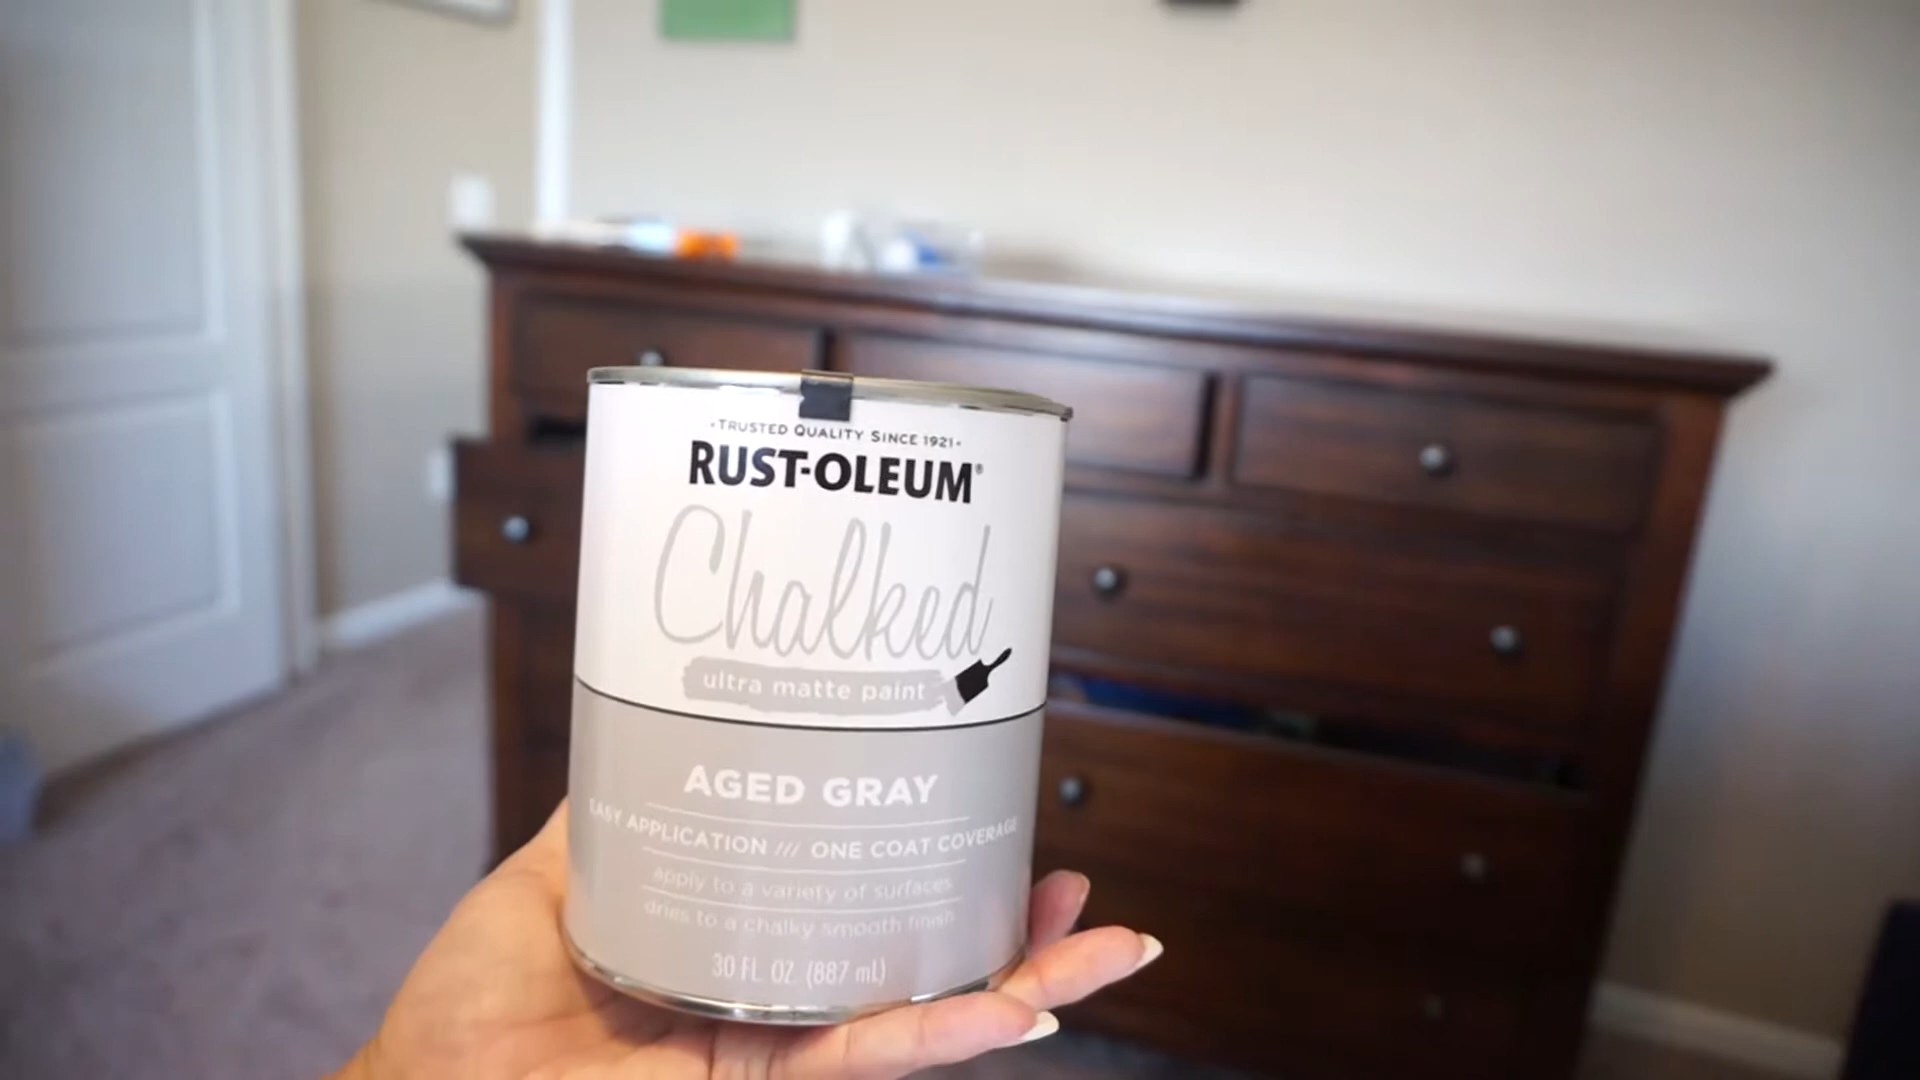 •TRUSTED QUALITY SINCE 1921•
RUST-OLEUM®
Chalked
ultra matte paint
AGED GRAY
EASY APPLICATION /// ONE COAT COVERAGE
apply to a variety of surfaces
dries to a chalky smooth finish
30 FL. OZ. (887 mL)